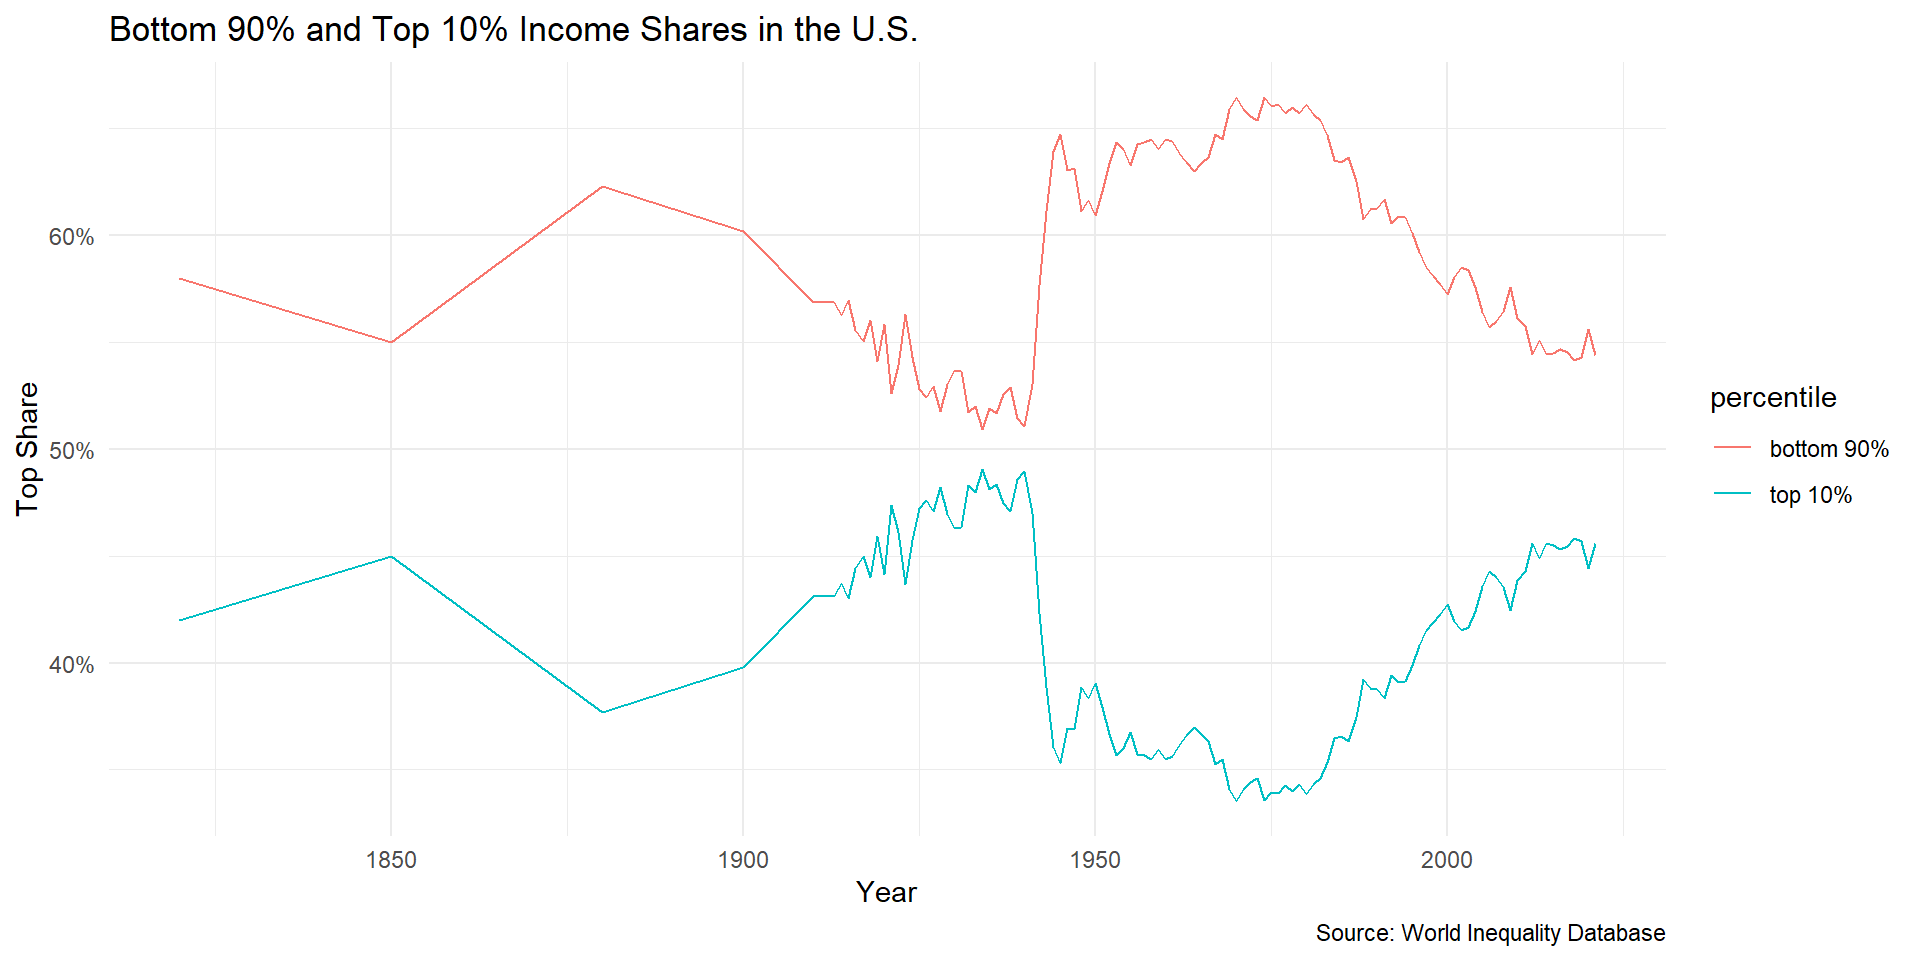 Bottom 90% and Top 10% Income Shares in the U.S.
Top Share
60%
50%
40%
1850
1900
1950
2000
Year
percentile
bottom 90%
top 10%
Source: World Inequality Database